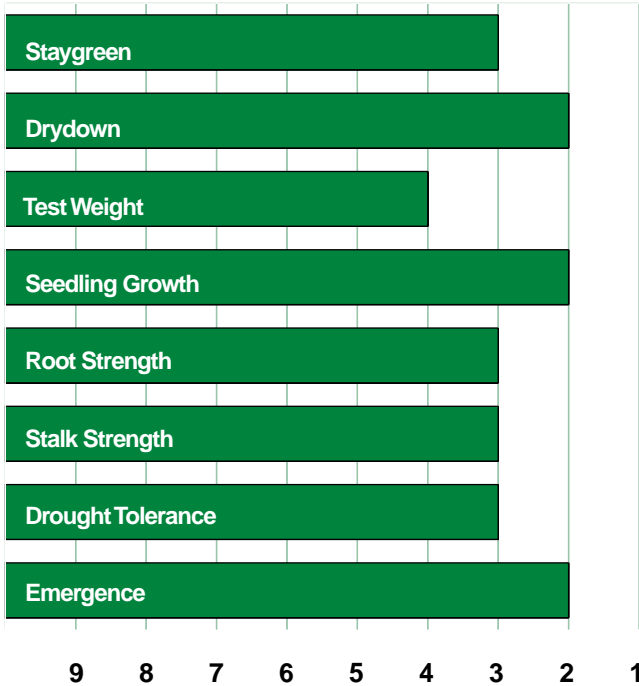 Staygreen
Drydown
Test Weight
Seedling Growth
Root Strength
Stalk Strength
Drought Tolerance
Emergence
9 8 7 6 5 4 3 2 1